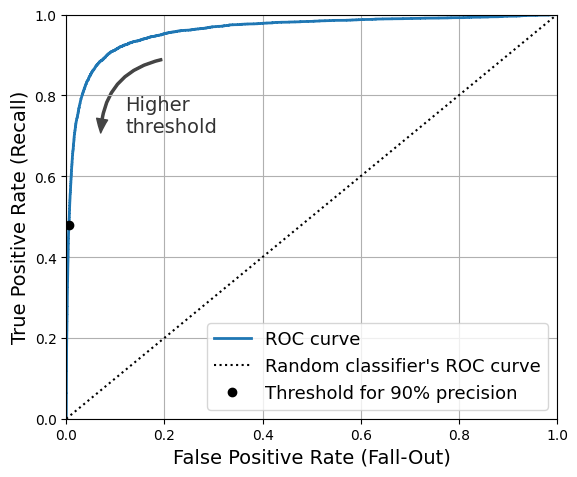 1.0
0.8
0.6
0.4
0.2
0.0
True Positive Rate (Recall)
Higher
threshold
ROC curve
Random classifier's ROC curve
Threshold for 90% precision
0.0 0.2 0.4 0.6 0.8 1.0
False Positive Rate (Fall-Out)